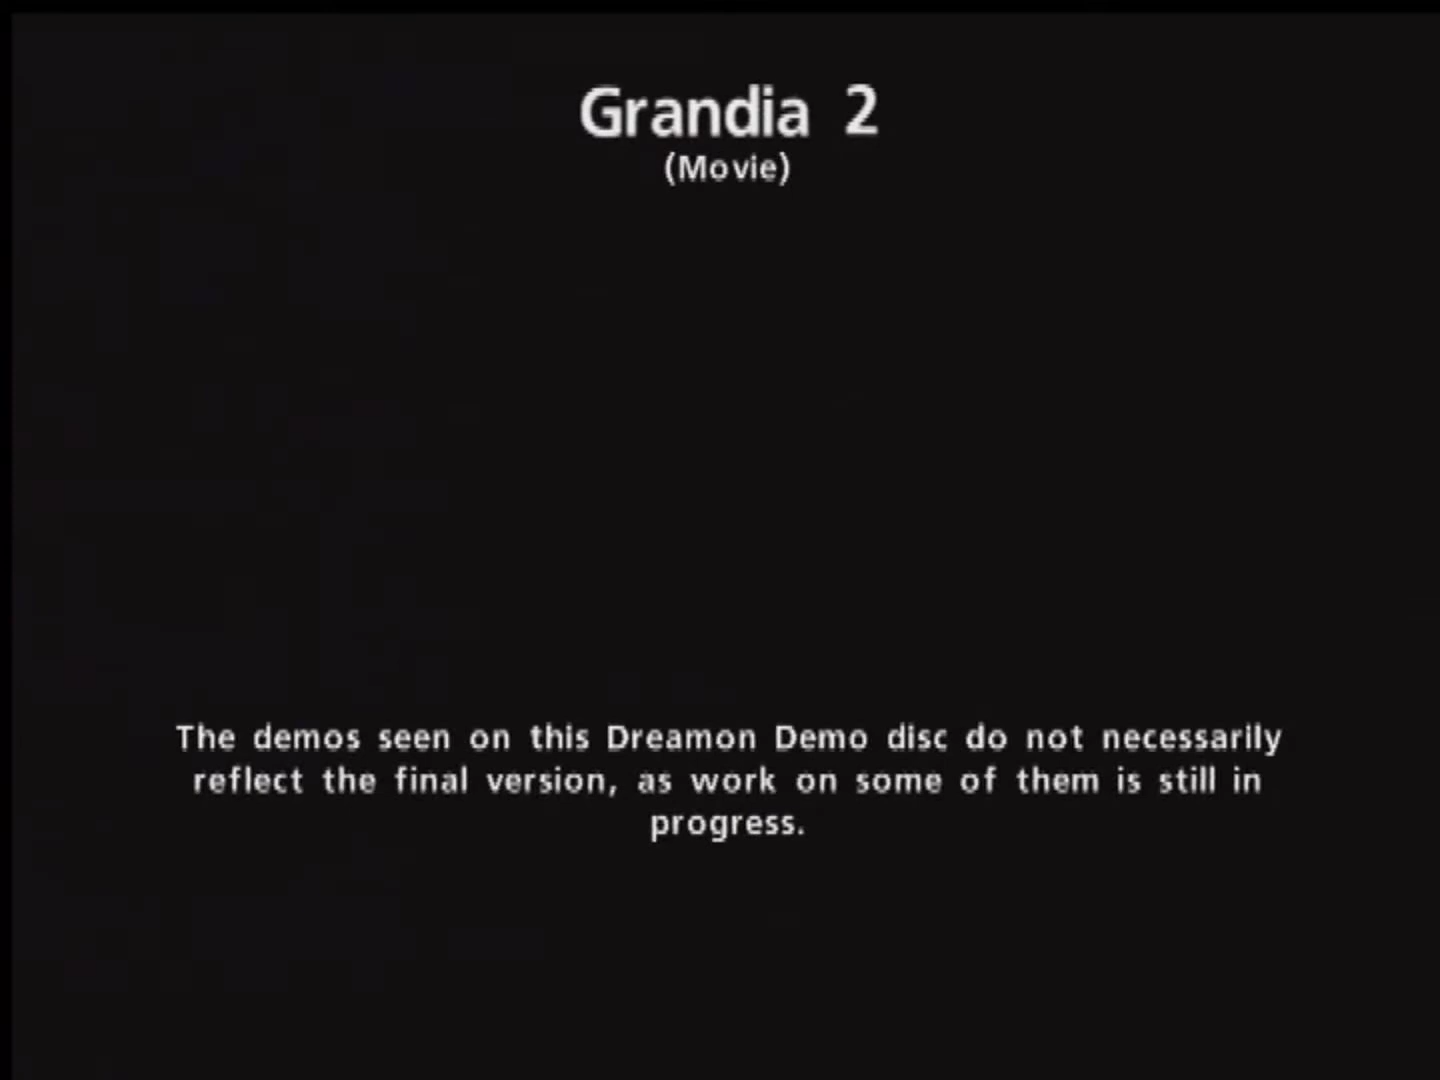 Grandia 2
(Movie)
The demos seen on this Dreamon Demo disc do not necessarily
reflect the final version, as work on some of them is still in
progress.